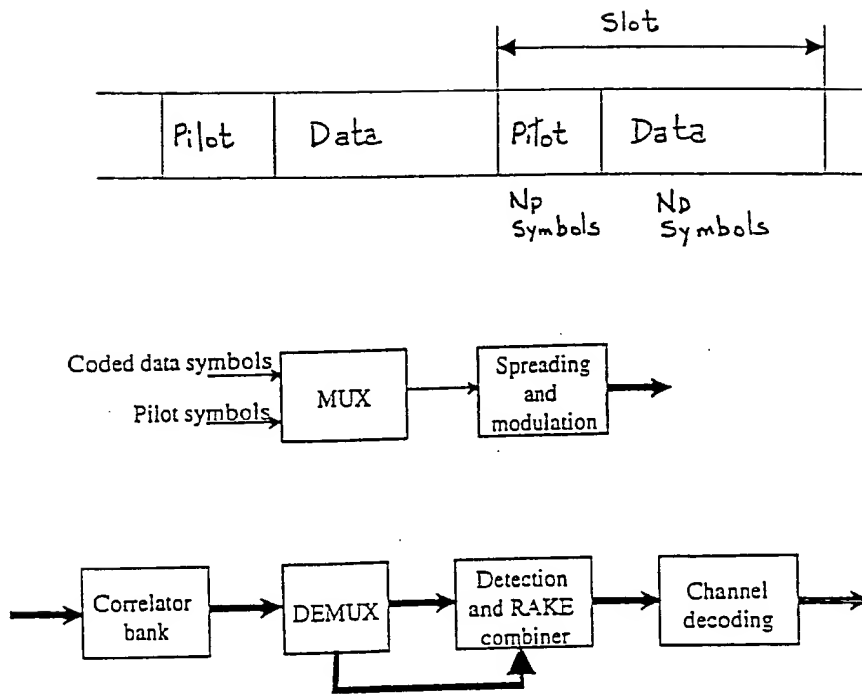 Slot
Pilot Data Pilot Data
Np ND
Symbols Symbols
Coded data symbols
Pilot symbols
MUX
Spreading
and
modulation
Correlator
bank
DEMUX
Detection
and RAKE
combiner
Channel
decoding